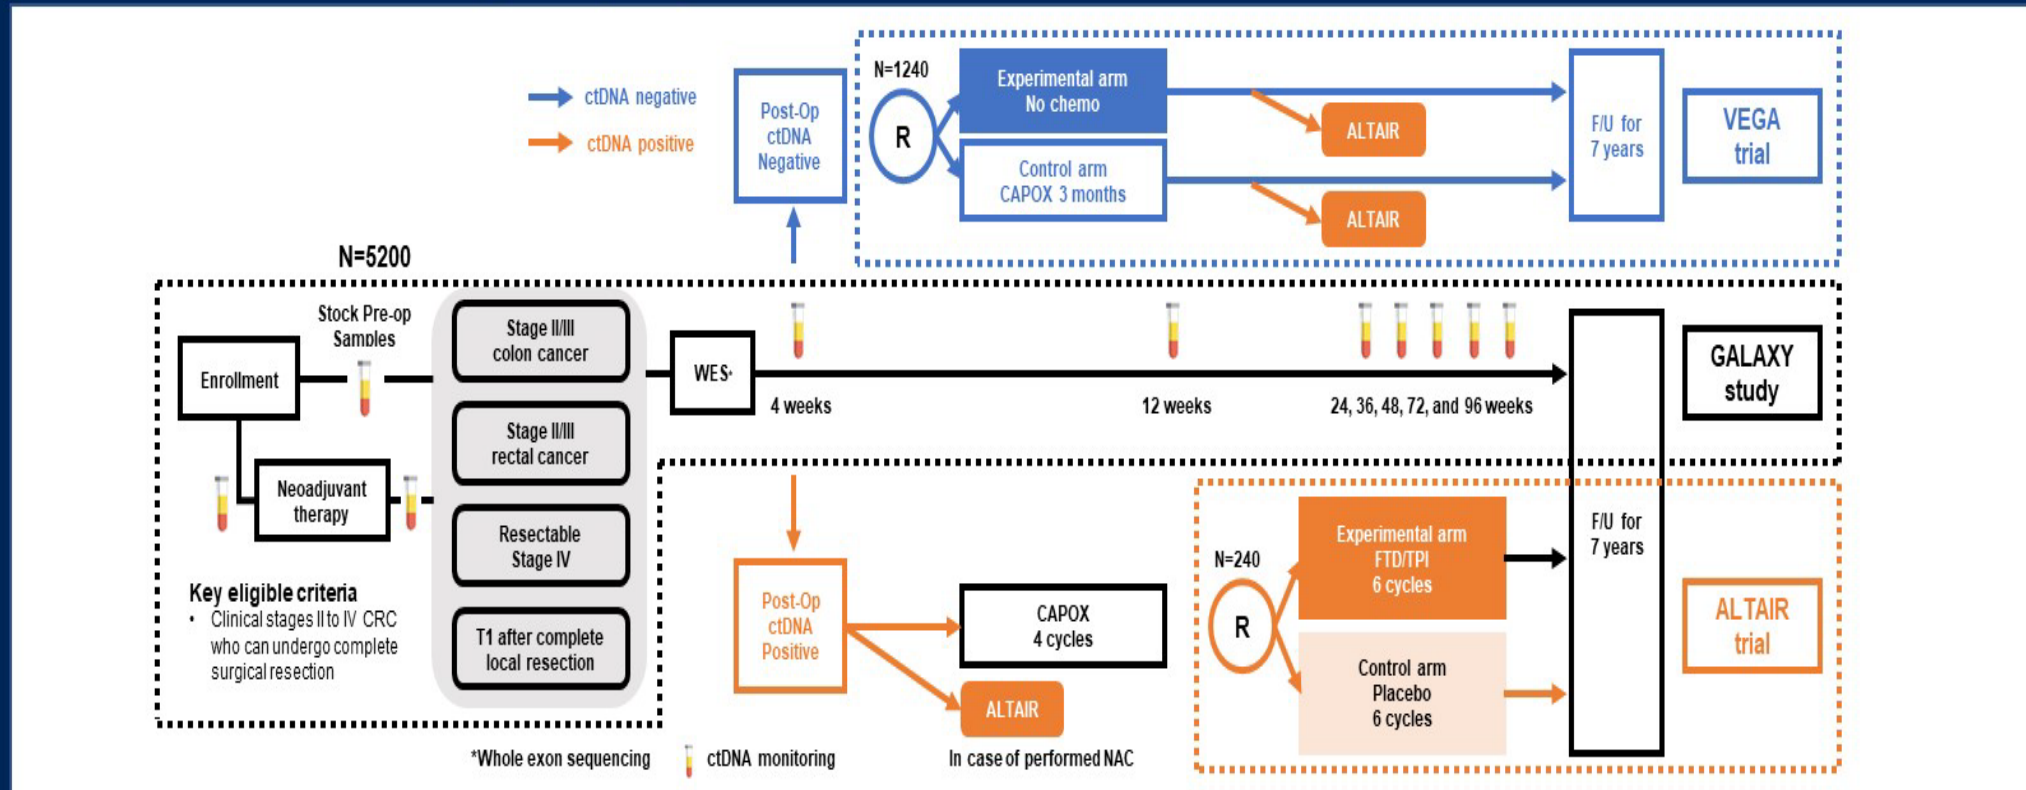 ctDNA negative
ctDNA positive
Post-Op
ctDNA
Negative
N=1240
R
Experimental arm
No chemo
Control arm
CAPOX 3 months
ALTAIR
ALTAIR
F/U for
7 years
VEGA
trial
N=5200
Enrollment
Stock Pre-op
Samples
Neoadjuvant
therapy
Key eligible criteria
• Clinical stages II to IV CRC
who can undergo complete
surgical resection
Stage II/III
colon cancer
Stage II/III
rectal cancer
Resectable
Stage IV
T1 after complete
local resection
WES*
4 weeks
12 weeks
24, 36, 48, 72, and 96 weeks
GALAXY
study
Post-Op
ctDNA
Positive
CAPOX
4 cycles
ALTAIR
In case of performed NAC
N=240
R
Experimental arm
FTD/TPI
6 cycles
Control arm
Placebo
6 cycles
F/U for
7 years
ALTAIR
trial
*Whole exon sequencing
ctDNA monitoring